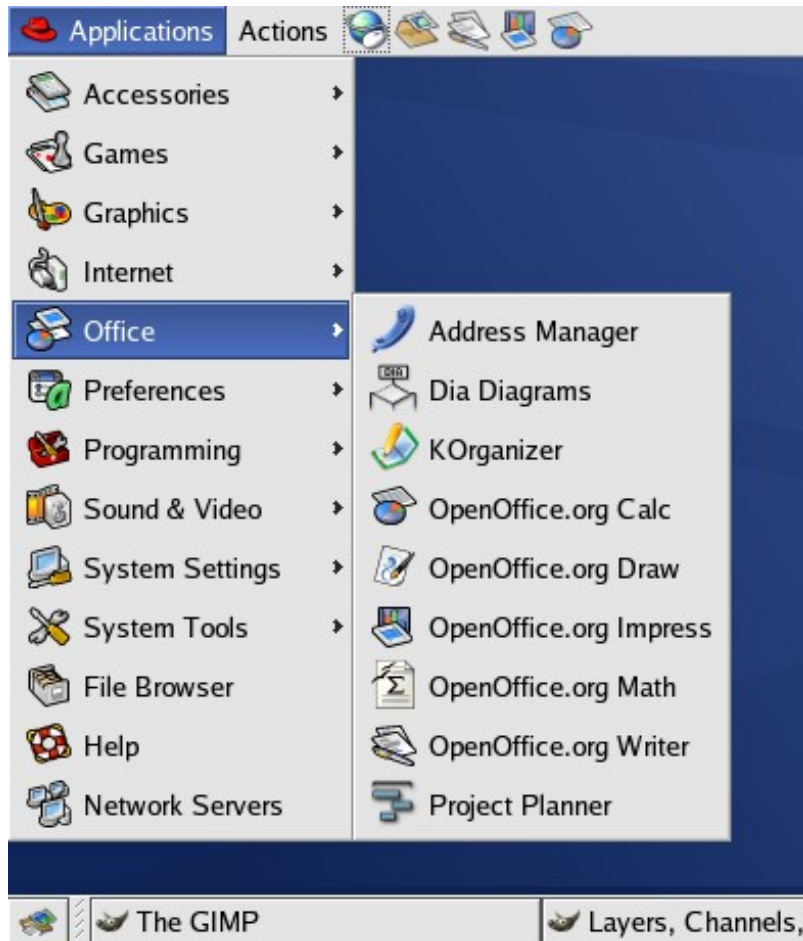 Applications Actions
Accessories
Games
Graphics
Internet
Office
Preferences
Programming
Sound & Video
System Settings
System Tools
File Browser
Help
Network Servers
Address Manager
DIA
Dia Diagrams
KOrganizer
OpenOffice.org Calc
OpenOffice.org Draw
OpenOffice.org Impress
OpenOffice.org Math
OpenOffice.org Writer
Project Planner
The GIMP
Layers, Channels,